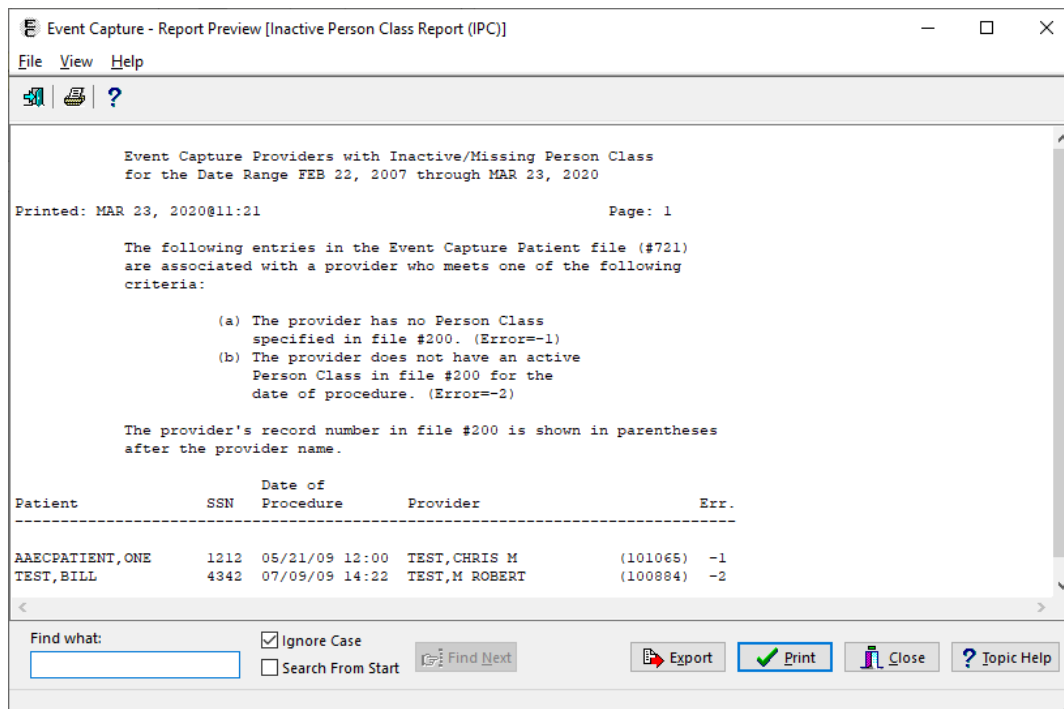 Event Capture - Report Preview [Inactive Person Class Report (IPC)]
File View Help
?
Event Capture Providers with Inactive/Missing Person Class
for the Date Range FEB 22, 2007 through MAR 23, 2020
Printed: MAR 23, 2020@11:21 Page: 1
The following entries in the Event Capture Patient file (#721)
are associated with a provider who meets one of the following
criteria:
(a) The provider has no Person Class
specified in file #200. (Error=-1)
(b) The provider does not have an active
Person Class in file #200 for the
date of procedure. (Error=-2)
The provider's record number in file #200 is shown in parentheses
after the provider name.
Date of
Patient SSN Procedure Provider Err.
--------------------------------------------------------------------------------
AAECPATIENT,ONE 1212 05/21/09 12:00 TEST,CHRIS M (101065) -1
TEST,BILL 4342 07/09/09 14:22 TEST,M ROBERT (100884) -2
Find what:
Ignore Case
Search From Start
Find Next
Export
Print
Close
? Topic Help